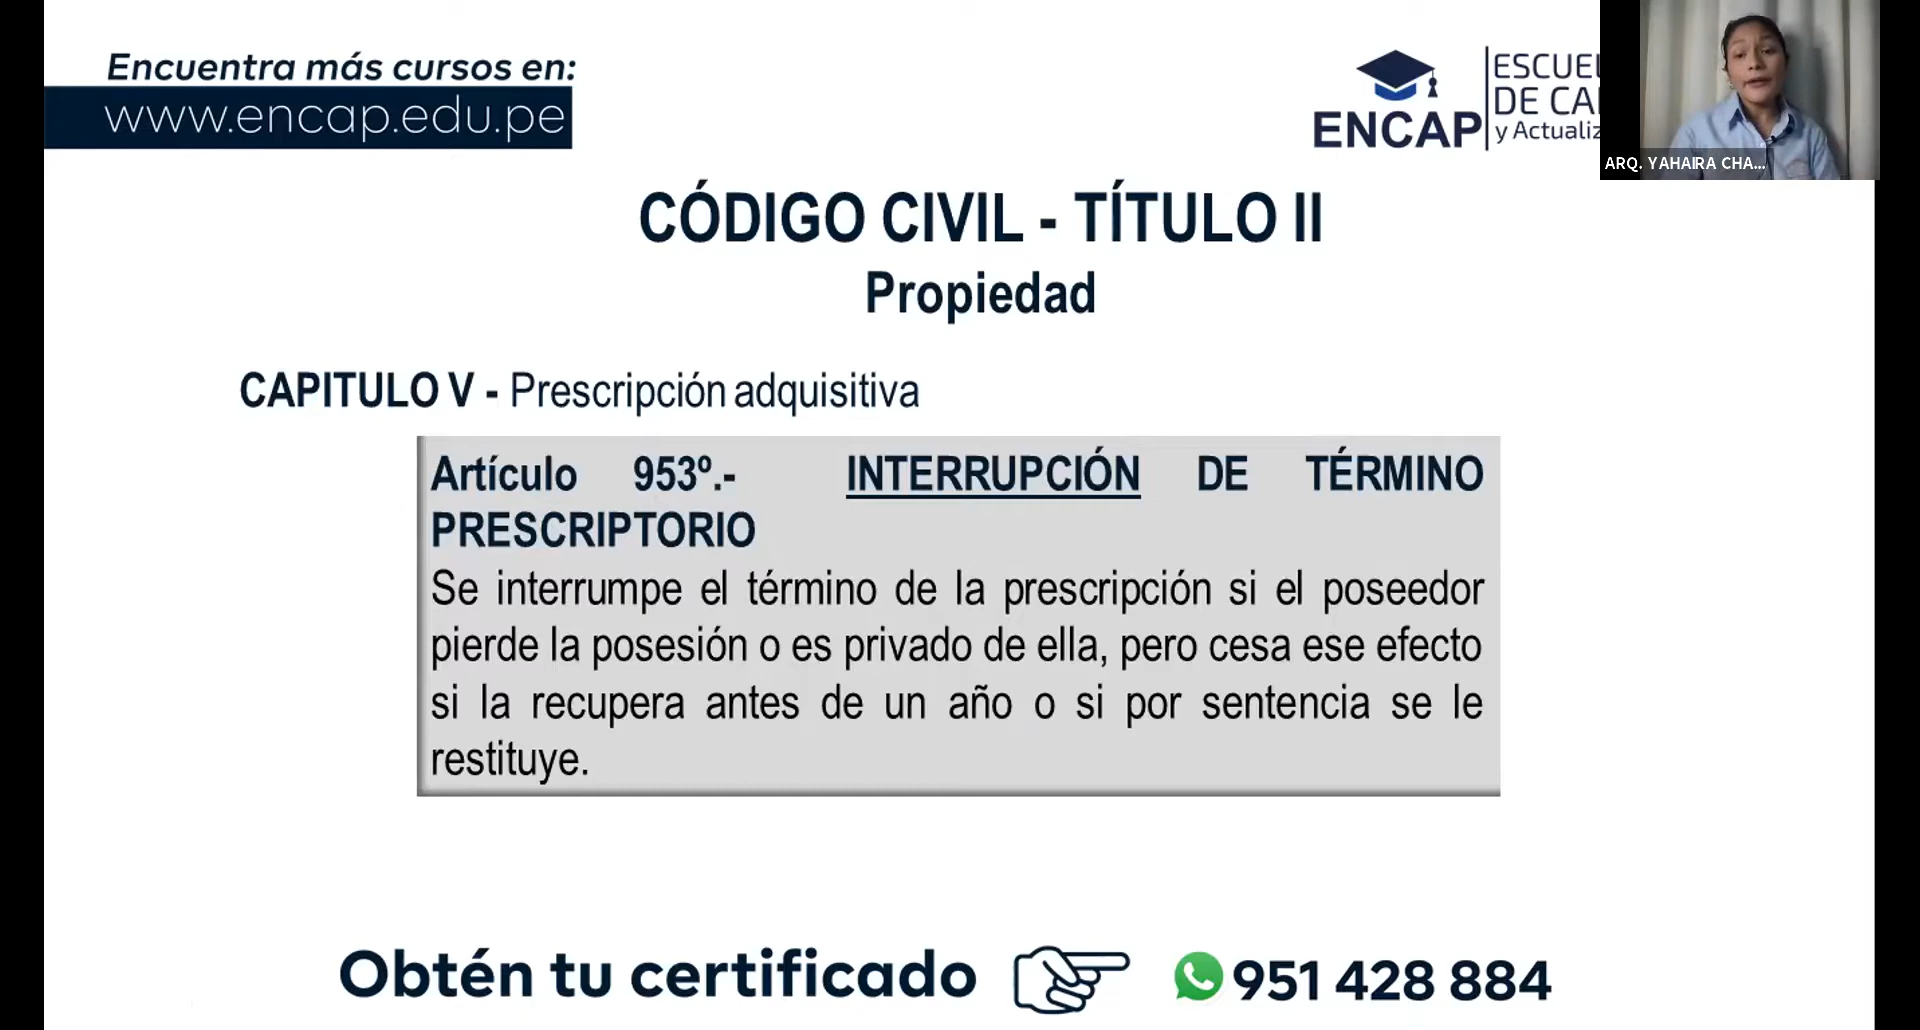 Encuentra más cursos en:
www.encap.edu.pe
ENCAP
ESCUEL
DE CA
y Actualiz
ARQ. YAHAIRA CHA...
CÓDIGO CIVIL - TÍTULO II
Propiedad
CAPITULO V - Prescripción adquisitiva
Artículo 953º.- INTERRUPCIÓN DE TÉRMINO
PRESCRIPTORIO
Se interrumpe el término de la prescripción si el poseedor
pierde la posesión o es privado de ella, pero cesa ese efecto
si la recupera antes de un año o si por sentencia se le
restituye.
Obtén tu certificado
951 428 884